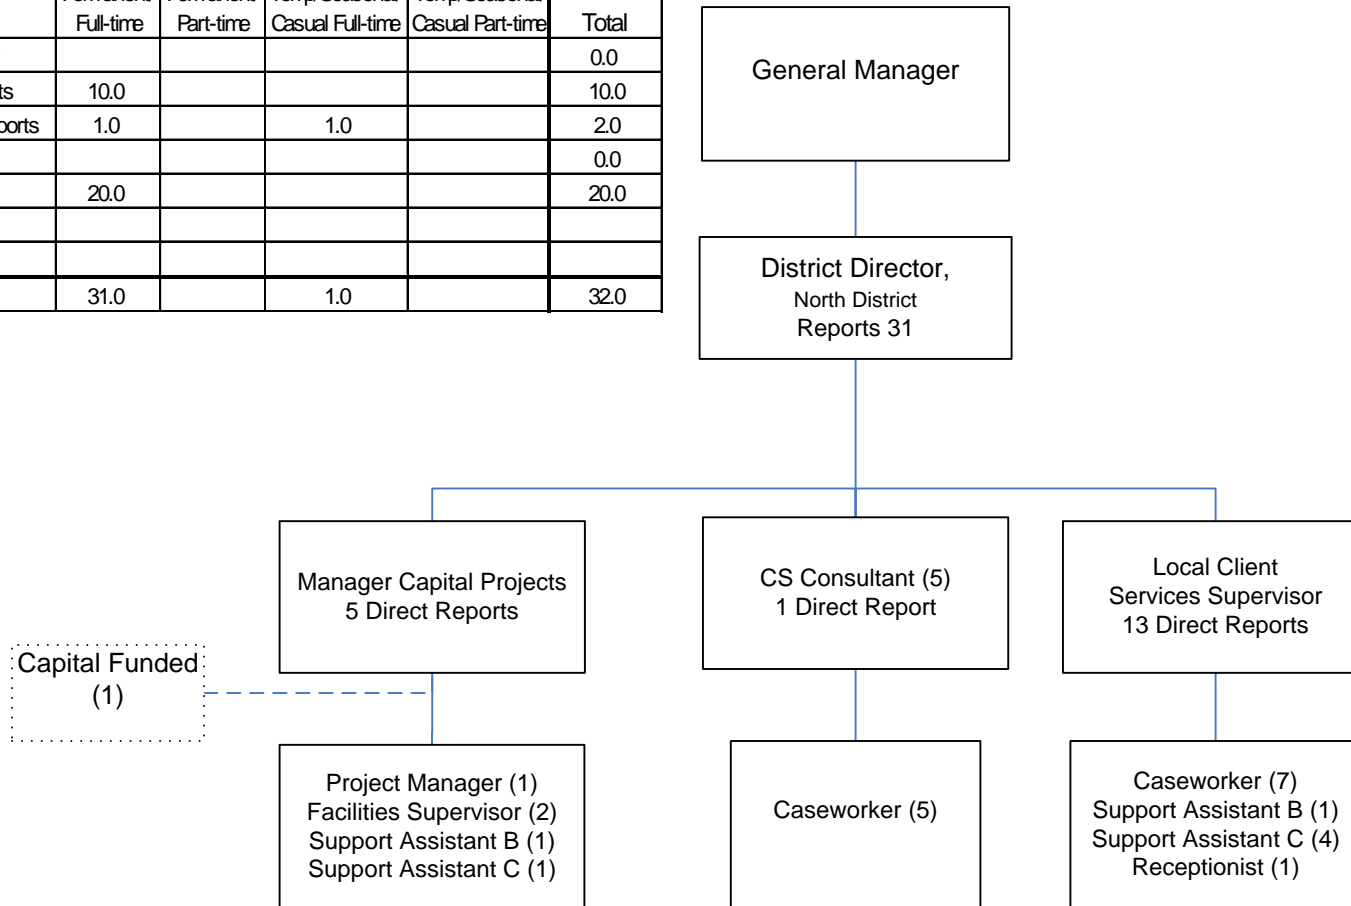 Full-time Part-time Casual Full-time Casual Part-time Total
0.0
10.0 10.0
1.0 1.0 2.0
0.0
20.0 20.0
31.0 1.0 32.0
General Manager
District Director,
North District
Reports 31
Manager Capital Projects
5 Direct Reports
CS Consultant (5)
1 Direct Report
Local Client
Services Supervisor
13 Direct Reports
Capital Funded
(1)
Project Manager (1)
Facilities Supervisor (2)
Support Assistant B (1)
Support Assistant C (1)
Caseworker (5)
Caseworker (7)
Support Assistant B (1)
Support Assistant C (4)
Receptionist (1)